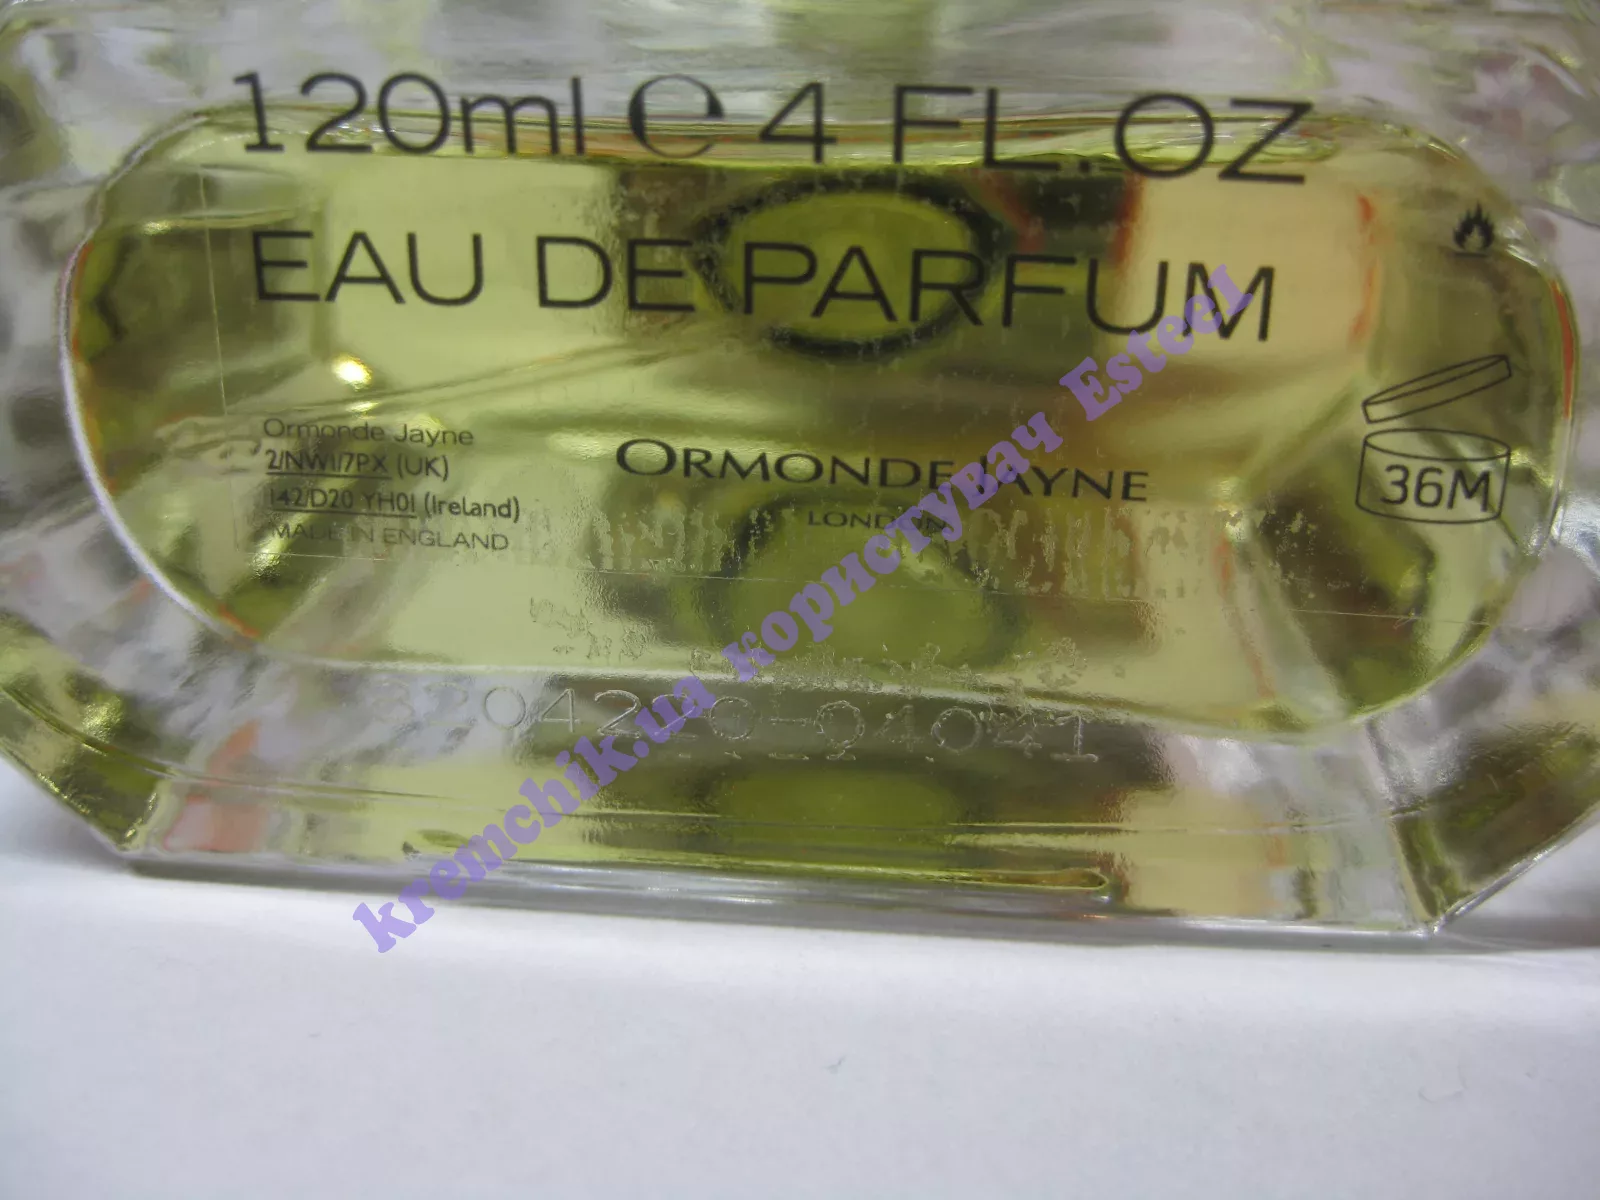 120ml e 4 FL.OZ
EAU DE PARFUM
Ormonde Jayne
2/NW1/7PX (UK)
142/D20 YH01 (Ireland)
MADE IN ENGLAND
ORMONDE JAYNE
LONDON
36M
04041
kremchik.ua користувач Esteel